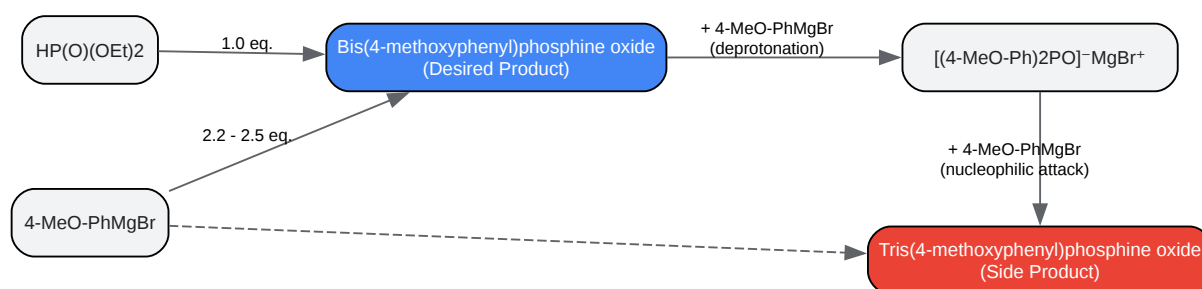 HP(O)(OEt)2
1.0 eq.
Bis(4-methoxyphenyl)phosphine oxide
(Desired Product)
+ 4-MeO-PhMgBr
(deprotonation)
[(4-MeO-Ph)2PO]⁻MgBr⁺
2.2 - 2.5 eq.
+ 4-MeO-PhMgBr
(nucleophilic attack)
4-MeO-PhMgBr
Tris(4-methoxyphenyl)phosphine oxide
(Side Product)